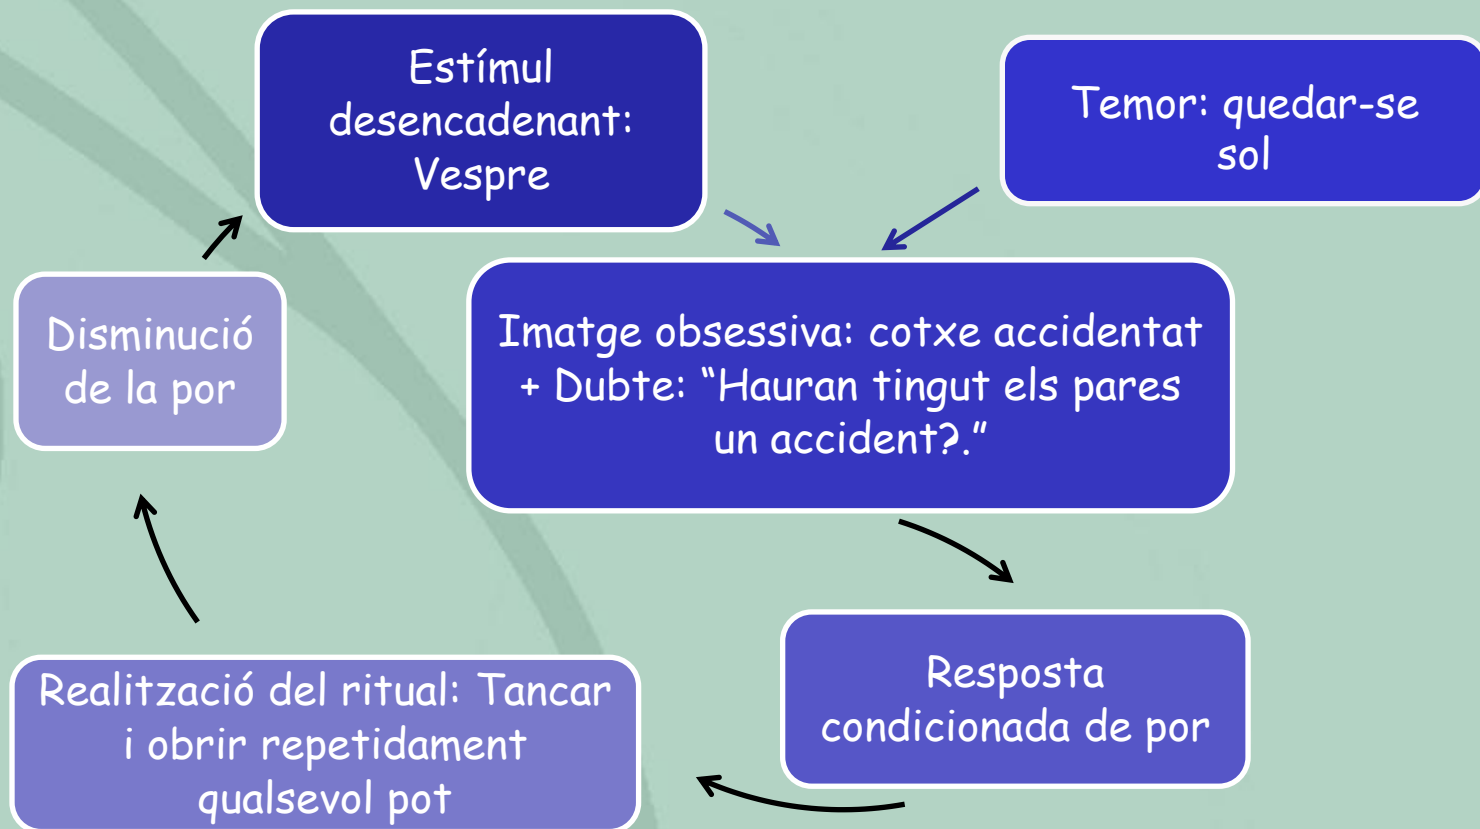 Estímul
desencadenant:
Vespre
Temor: quedar-se
sol
Imatge obsessiva: cotxe accidentat
+ Dubte: “Hauran tingut els pares
un accident?.”
Resposta
condicionada de por
Realització del ritual: Tancar
i obrir repetidament
qualsevol pot
Disminució
de la por